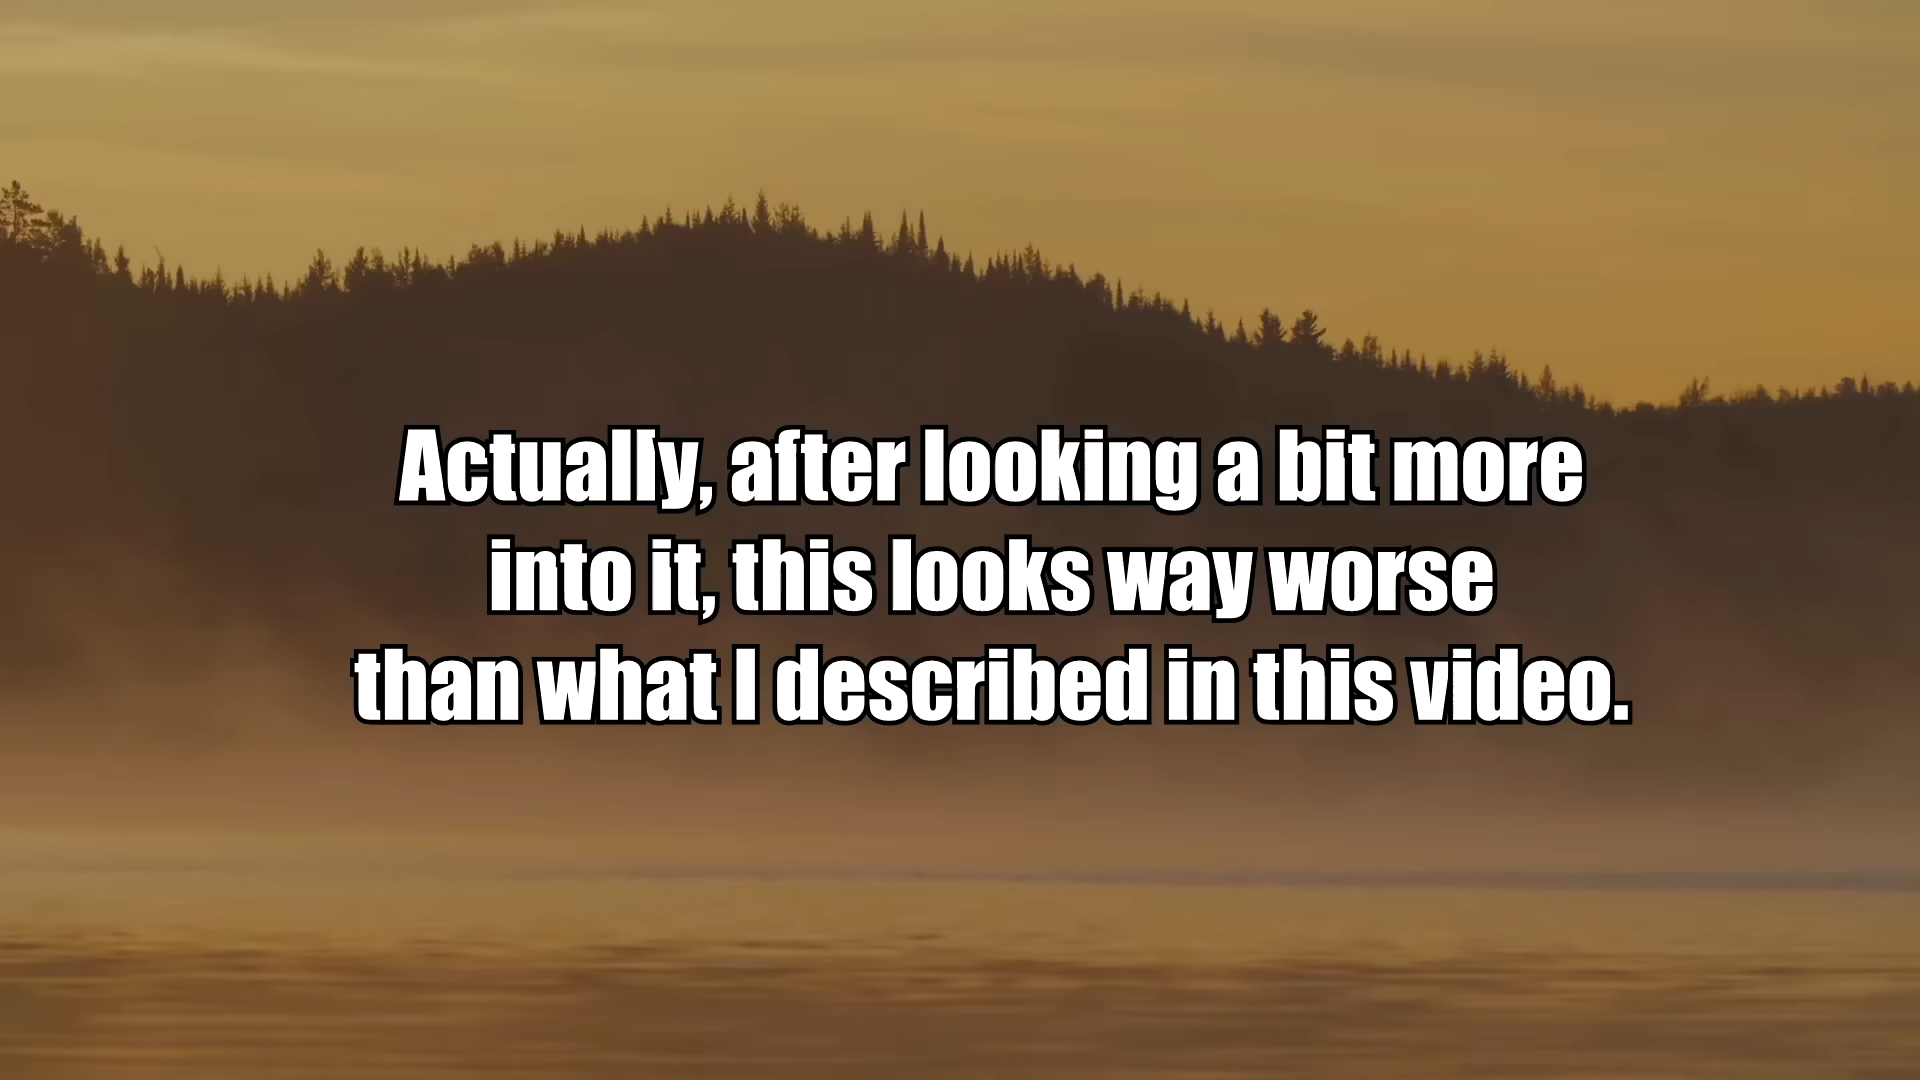 Actually, after looking a bit more
into it, this looks way worse
than what I described in this video.